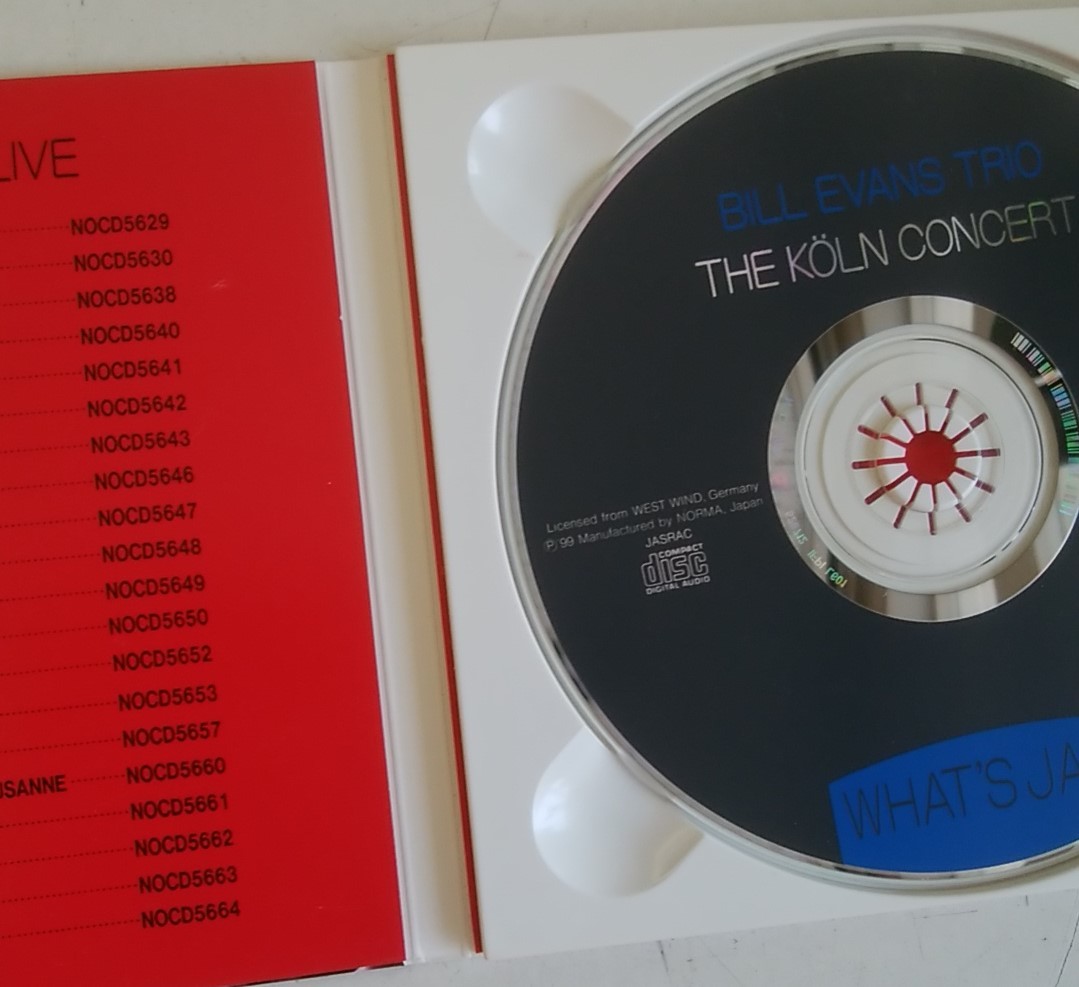 LIVE
NOCD5629
NOCD5630
NOCD5638
NOCD5640
NOCD5641
NOCD5642
NOCD5643
NOCD5646
NOCD5647
NOCD5648
NOCD5649
NOCD5650
NOCD5652
NOCD5653
NOCD5657
USANNE NOCD5660
NOCD5661
NOCD5662
NOCD5663
NOCD5664
BILL EVANS TRIO
THE KÖLN CONCERT
Licensed from WEST WIND, Germany
Ⓟ 99 Manufactured by NORMA, Japan
JASRAC
COMPACT
disc
DIGITAL AUDIO
WHAT'S JA